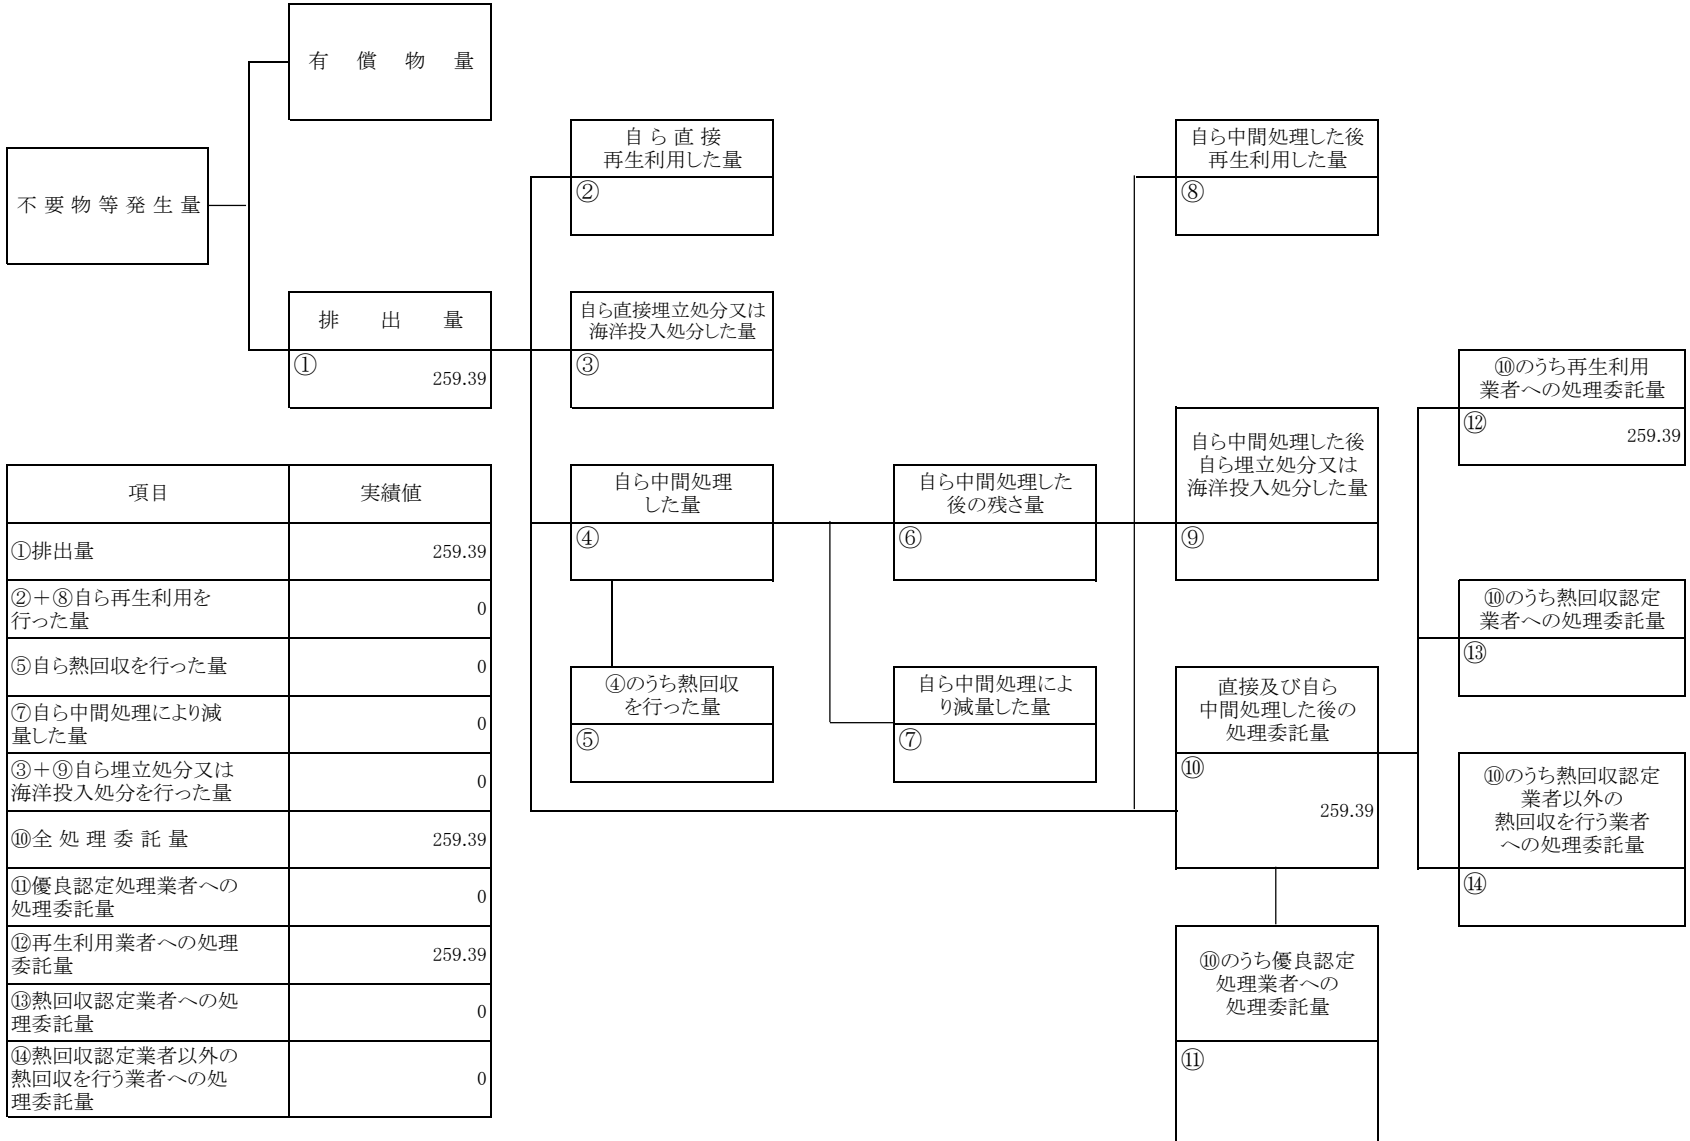 有償物量
不要物等発生量
排出量
①
259.39
自ら直接
再生利用した量
②
自ら直接埋立処分又は
海洋投入処分した量
③
自ら中間処理
した量
④
④のうち熱回収
を行った量
⑤
自ら中間処理した
後の残さ量
⑥
自ら中間処理によ
り減量した量
⑦
自ら中間処理した後
再生利用した量
⑧
自ら中間処理した後
自ら埋立処分又は
海洋投入処分した量
⑨
直接及び自ら
中間処理した後の
処理委託量
⑩
259.39
⑩のうち優良認定
処理業者への
処理委託量
⑪
⑩のうち再生利用
業者への処理委託量
⑫
259.39
⑩のうち熱回収認定
業者への処理委託量
⑬
⑩のうち熱回収認定
業者以外の
熱回収を行う業者
への処理委託量
⑭
項目 実績値
①排出量 259.39
②＋⑧自ら再生利用を
行った量 0
⑤自ら熱回収を行った量 0
⑦自ら中間処理により減
量した量 0
③＋⑨自ら埋立処分又は
海洋投入処分を行った量 0
⑩全処理委託量 259.39
⑪優良認定処理業者への
処理委託量 0
⑫再生利用業者への処理
委託量 259.39
⑬熱回収認定業者への処
理委託量 0
⑭熱回収認定業者以外の
熱回収を行う業者への処
理委託量 0